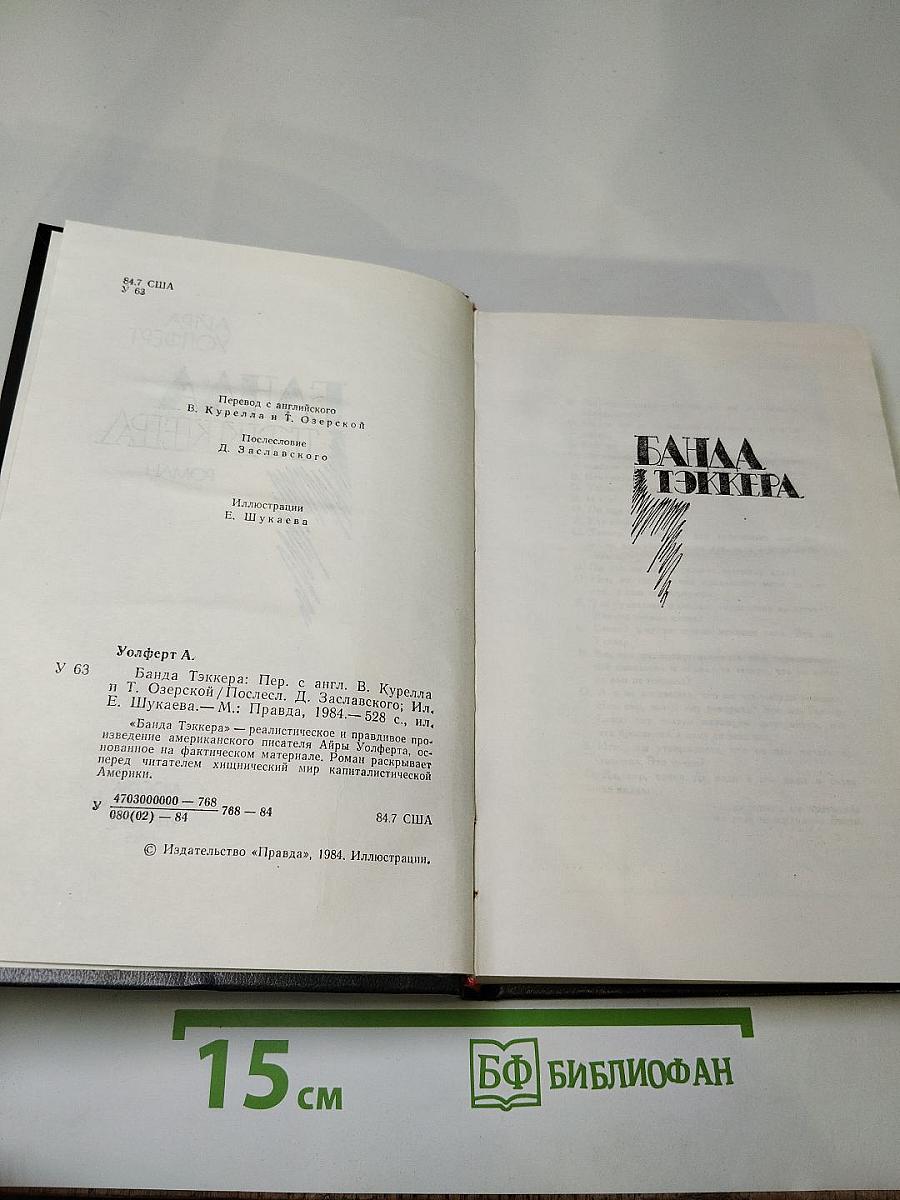 84.7 США
У 63
Перевод с английского
В. Курелла и Т. Озерской
Послесловие
Д. Заславского
Иллюстрации
Е. Шукаева
Уолферт А.
У 63
Банда Тэккера: Пер. с англ. В. Курелла
и Т. Озерской/Послесл. Д. Заславского; Ил.
Е. Шукаева.— М.: Правда, 1984.— 528 с., ил.
«Банда Тэккера» — реалистическое и правдивое про-
изведение американского писателя Айры Уолферта, ос-
нованное на фактическом материале. Роман раскрывает
перед читателем хищнический мир капиталистической
Америки.
У 4703000000 — 768 768 — 84
080(02) — 84
84.7 США
© Издательство «Правда», 1984. Иллюстрации.
БАНДА
ТЭККЕРА
15 см
БФ БИБЛИОФАН